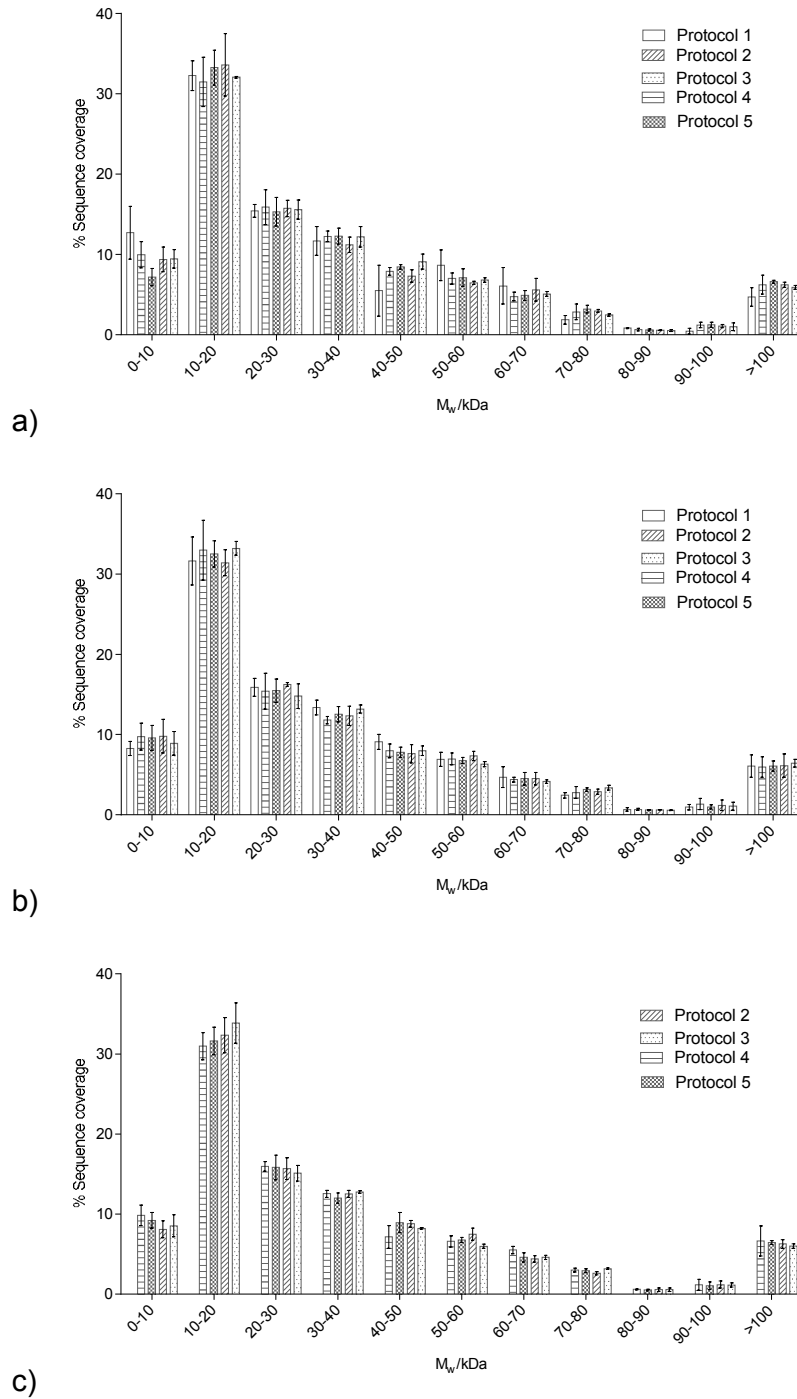 40
30
20
10
0
% Sequence coverage
Protocol 1
Protocol 2
Protocol 3
Protocol 4
Protocol 5
0-10
10-20
20-30
30-40
40-50
50-60
60-70
70-80
80-90
90-100
>100
Mw/kDa
a)
40
30
20
10
0
% Sequence coverage
Protocol 1
Protocol 2
Protocol 3
Protocol 4
Protocol 5
0-10
10-20
20-30
30-40
40-50
50-60
60-70
70-80
80-90
90-100
>100
Mw/kDa
b)
40
30
20
10
0
% Sequence coverage
Protocol 2
Protocol 3
Protocol 4
Protocol 5
0-10
10-20
20-30
30-40
40-50
50-60
60-70
70-80
80-90
90-100
>100
Mw/kDa
c)